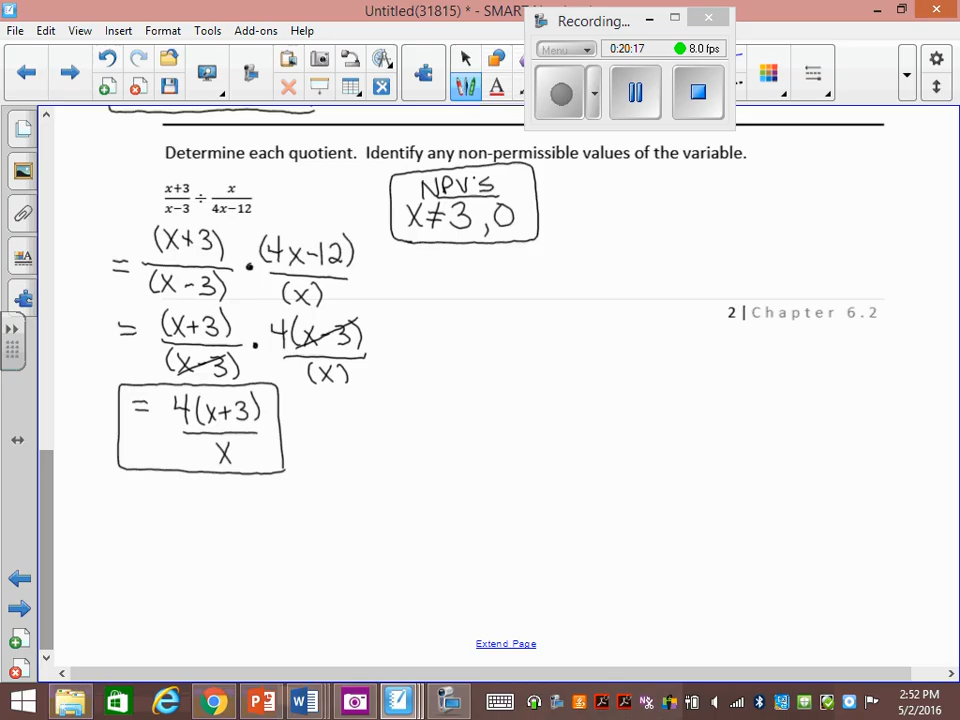 Untitled(31815) * - SMART
Recording...
File Edit View Insert Format Tools Add-ons Help
Menu 0:20:17 8.0 fps
Determine each quotient. Identify any non-permissible values of the variable.
x+3/x−3 ÷ x/4x−12
NPV's
x≠3,0
= (x+3)/(x-3) · (4x-12)/(x)
2 | Chapter 6.2
= (x+3)/(x-3) · 4(x-3)/(x)
= 4(x+3)/x
Extend Page
2:52 PM
5/2/2016